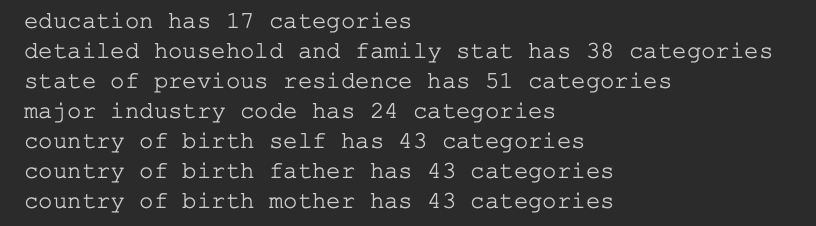 education has 17 categories
detailed household and family stat has 38 categories
state of previous residence has 51 categories
major industry code has 24 categories
country of birth self has 43 categories
country of birth father has 43 categories
country of birth mother has 43 categories